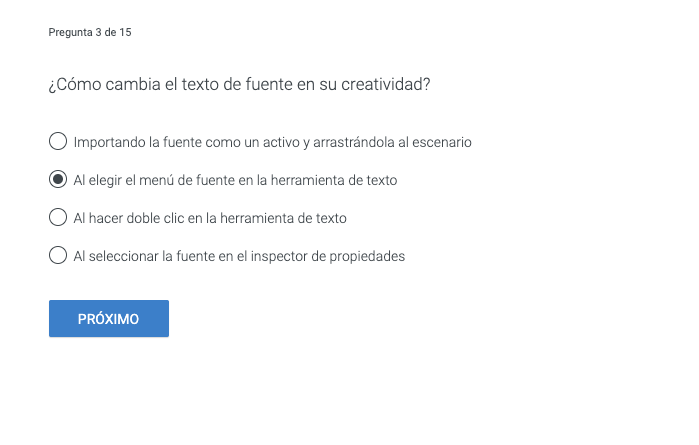 Pregunta 3 de 15
¿Cómo cambia el texto de fuente en su creatividad?
Importando la fuente como un activo y arrastrándola al escenario
Al elegir el menú de fuente en la herramienta de texto
Al hacer doble clic en la herramienta de texto
Al seleccionar la fuente en el inspector de propiedades
PRÓXIMO